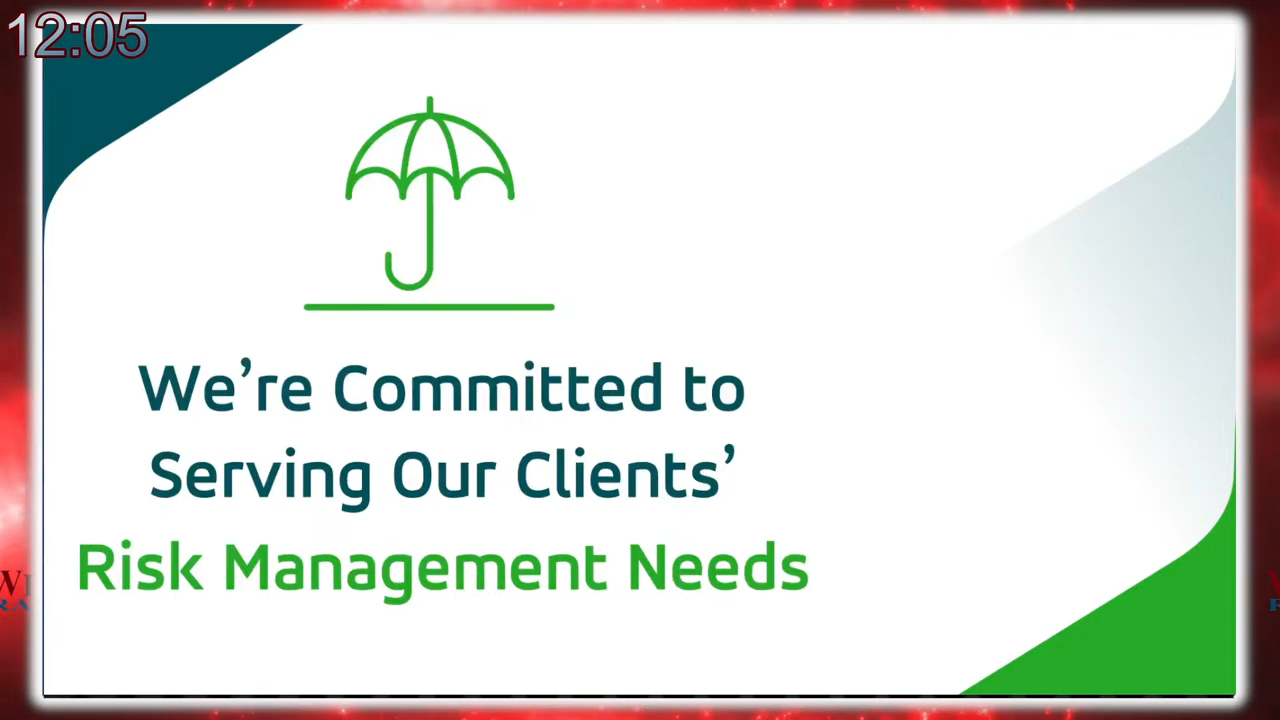 12:05
We’re Committed to
Serving Our Clients’
Risk Management Needs